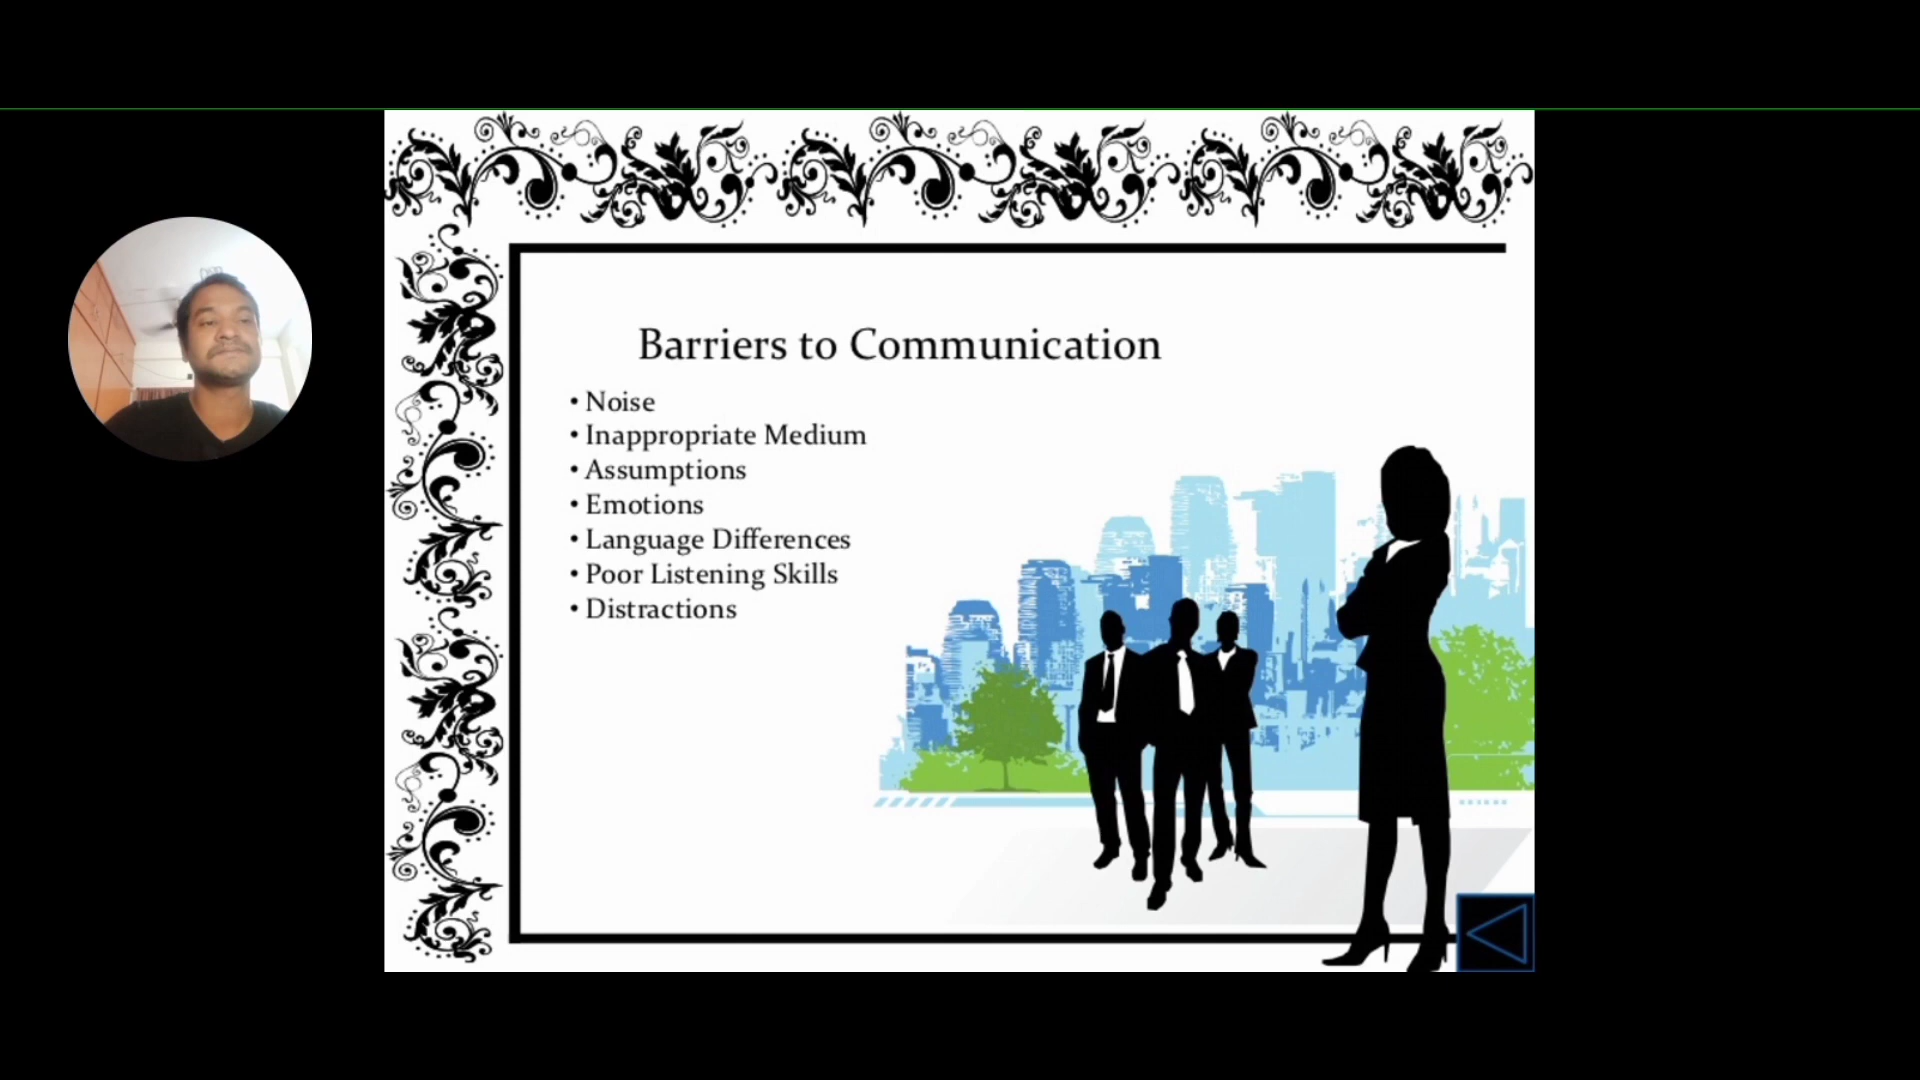 Barriers to Communication
• Noise
• Inappropriate Medium
• Assumptions
• Emotions
• Language Differences
• Poor Listening Skills
• Distractions